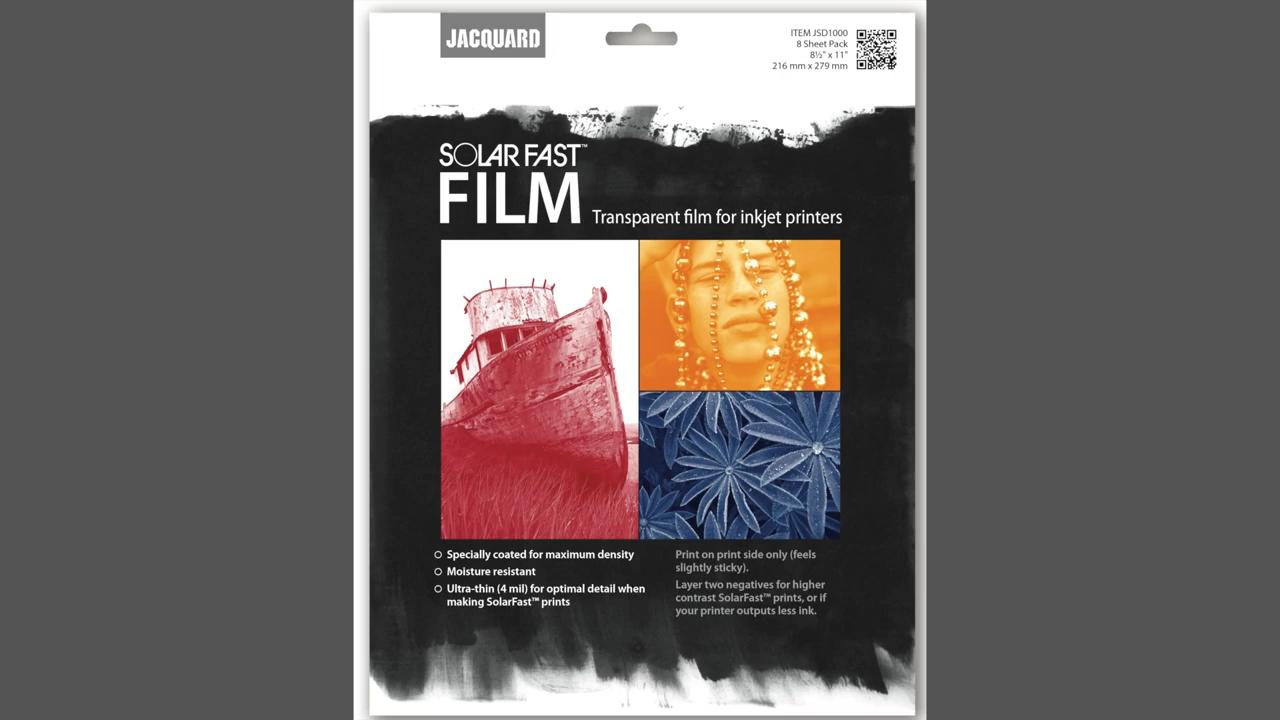 JACQUARD
ITEM JSD1000
8 Sheet Pack
8½" x 11"
216 mm x 279 mm
SOLAR FAST™
FILM
Transparent film for inkjet printers
Specially coated for maximum density
Moisture resistant
Ultra-thin (4 mil) for optimal detail when
making SolarFast™ prints
Print on print side only (feels
slightly sticky).
Layer two negatives for higher
contrast SolarFast™ prints, or if
your printer outputs less ink.